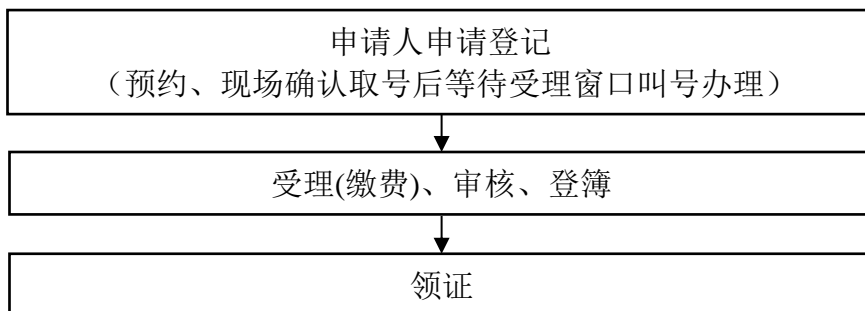 申请人申请登记
（预约、现场确认取号后等待受理窗口叫号办理）
受理(缴费)、审核、登簿
领证